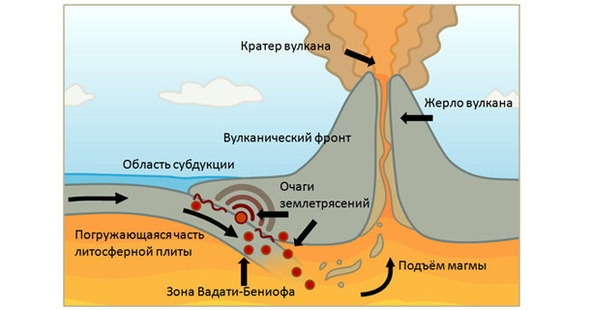 Кратер вулкана
Жерло вулкана
Вулканический фронт
Область субдукции
Очаги
землетрясений
Погружающаяся часть
литосферной плиты
Подъём магмы
Зона Вадати-Бениофа